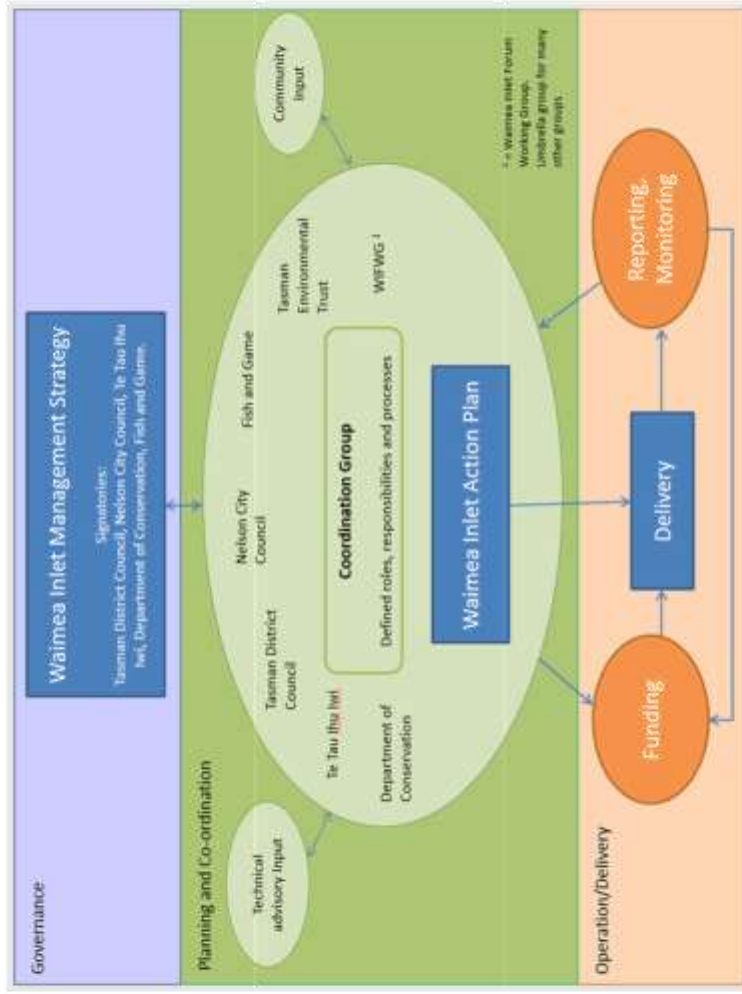 Governance
Waimea Inlet Management Strategy
Signatories:
Tasman District Council, Nelson City Council, Te Tau Ihu
Iwi, Department of Conservation, Fish and Game.
Planning and Co-ordination
Technical
advisory Input
Community
Input
Tasman District
Council
Nelson City
Council
Fish and Game
Tasman
Environmental
Trust
Te Tau Ihu Iwi
WIFWG ¹
Department of
Conservation
Coordination Group
Defined roles, responsibilities and processes
Waimea Inlet Action Plan
¹ = Waimea Inlet Forum
Working Group.
Umbrella group for many
other groups
Operation/Delivery
Funding
Delivery
Reporting,
Monitoring